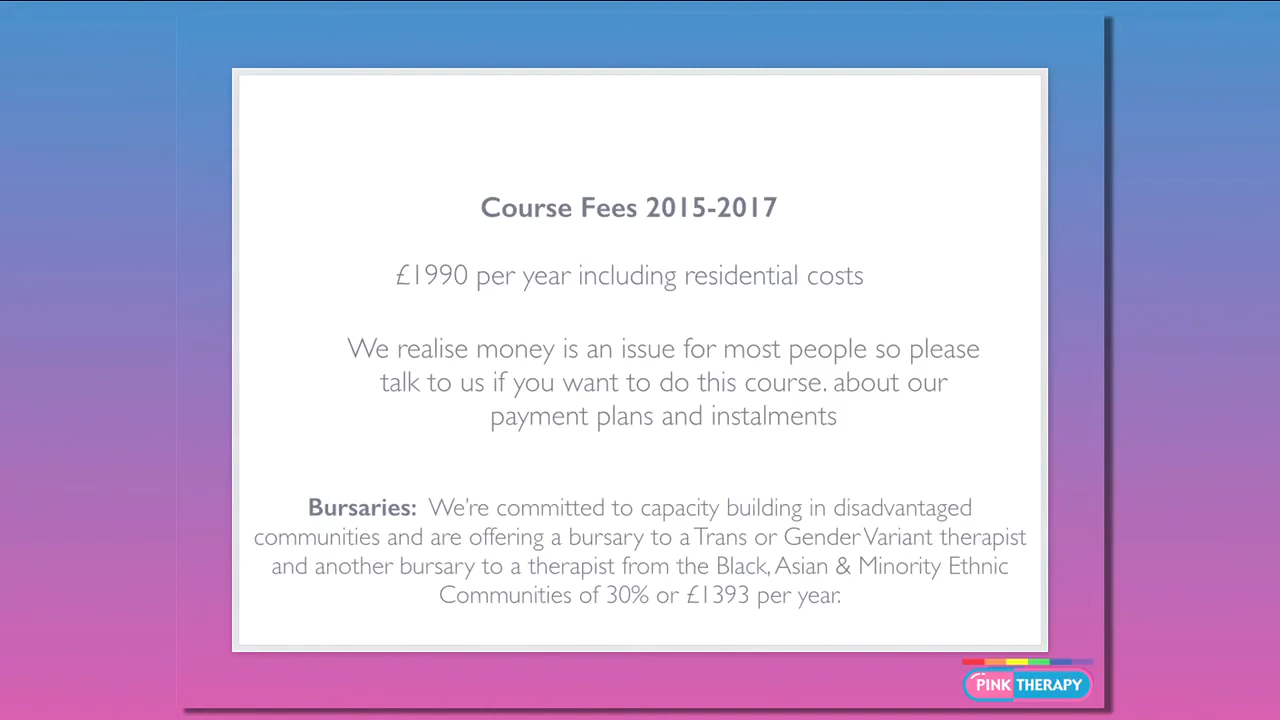 Course Fees 2015-2017
£1990 per year including residential costs
We realise money is an issue for most people so please
talk to us if you want to do this course. about our
payment plans and instalments
Bursaries: We're committed to capacity building in disadvantaged
communities and are offering a bursary to a Trans or Gender Variant therapist
and another bursary to a therapist from the Black, Asian & Minority Ethnic
Communities of 30% or £1393 per year.
PINK THERAPY